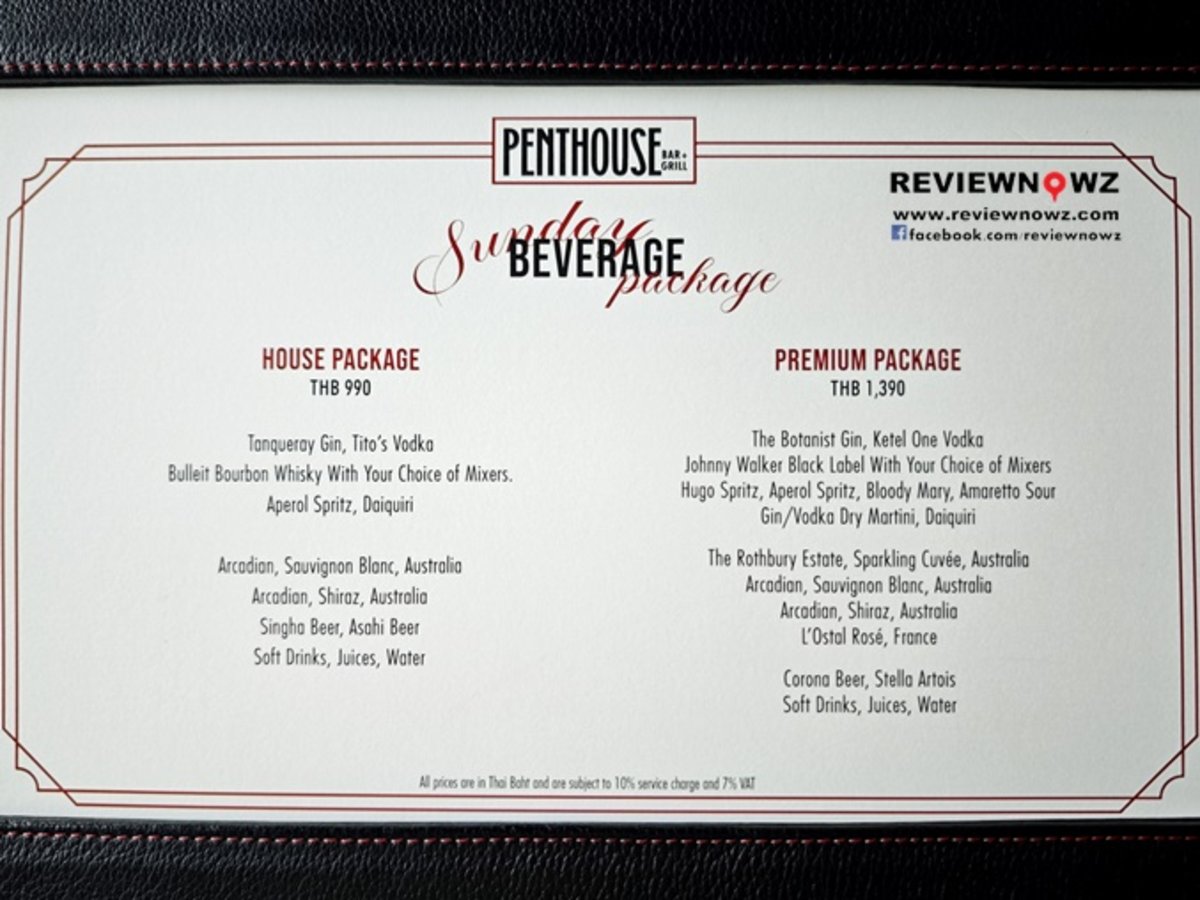 PENTHOUSE BAR+ GRILL
REVIEWNOWZ
www.reviewnowz.com
facebook.com/reviewnowz
Sunday
BEVERAGE
package
HOUSE PACKAGE
THB 990
Tanqueray Gin, Tito's Vodka
Bulleit Bourbon Whisky With Your Choice of Mixers.
Aperol Spritz, Daiquiri
Arcadian, Sauvignon Blanc, Australia
Arcadian, Shiraz, Australia
Singha Beer, Asahi Beer
Soft Drinks, Juices, Water
PREMIUM PACKAGE
THB 1,390
The Botanist Gin, Ketel One Vodka
Johnny Walker Black Label With Your Choice of Mixers
Hugo Spritz, Aperol Spritz, Bloody Mary, Amaretto Sour
Gin/Vodka Dry Martini, Daiquiri
The Rothbury Estate, Sparkling Cuvée, Australia
Arcadian, Sauvignon Blanc, Australia
Arcadian, Shiraz, Australia
L'Ostal Rosé, France
Corona Beer, Stella Artois
Soft Drinks, Juices, Water
All prices are in Thai Baht and are subject to 10% service charge and 7% VAT